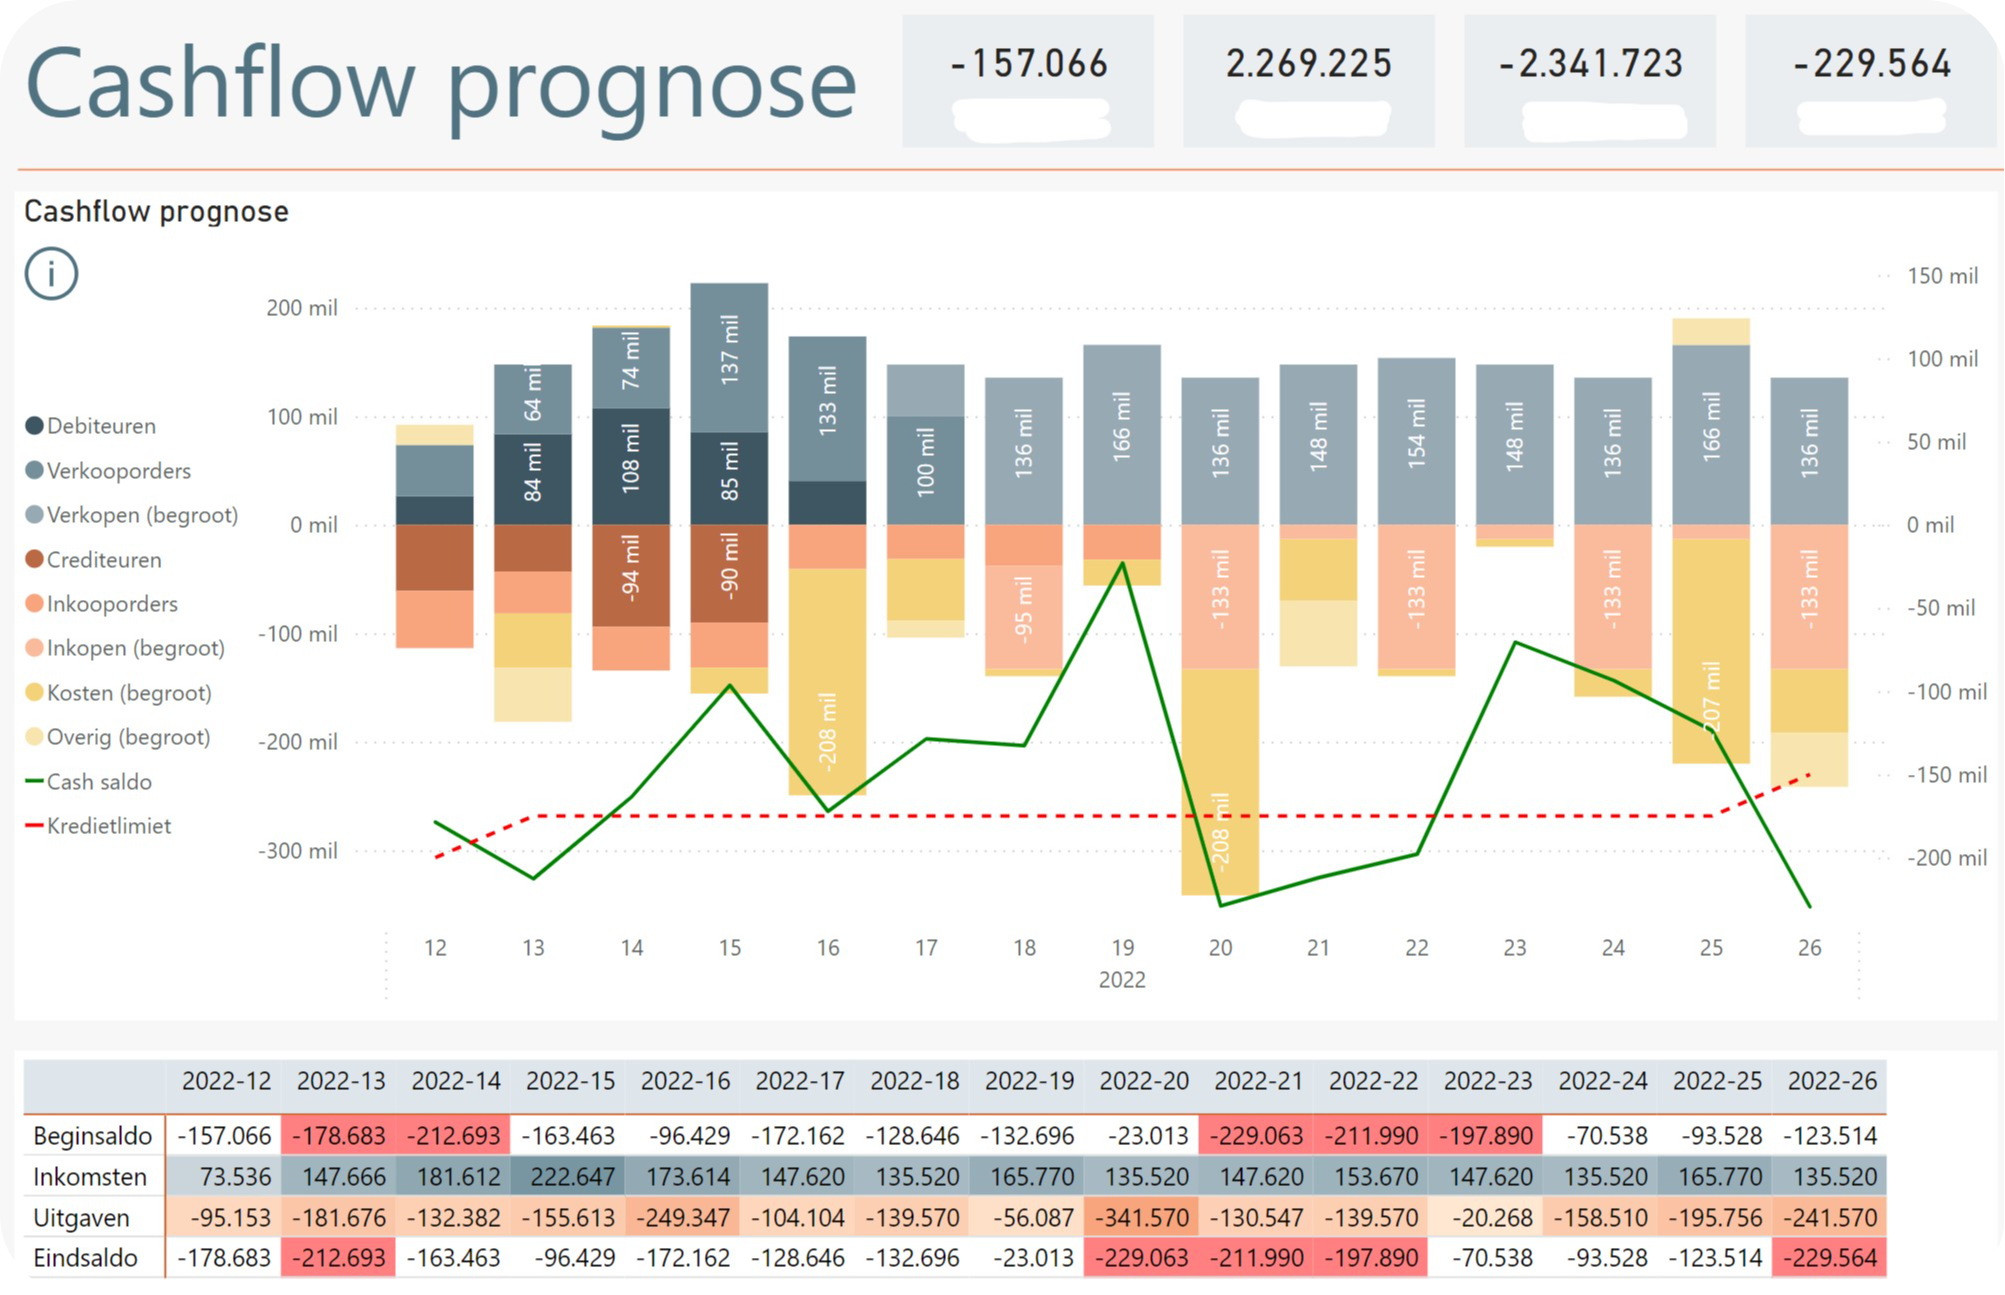 Cashflow prognose
-157.066
2.269.225
-2.341.723
-229.564
Cashflow prognose
i
200 mil
100 mil
0 mil
-100 mil
-200 mil
-300 mil
150 mil
100 mil
50 mil
0 mil
-50 mil
-100 mil
-150 mil
-200 mil
Debiteuren
Verkooporders
Verkopen (begroot)
Crediteuren
Inkooporders
Inkopen (begroot)
Kosten (begroot)
Overig (begroot)
Cash saldo
Kredietlimiet
64 mil
84 mil
74 mil
108 mil
-94 mil
137 mil
85 mil
-90 mil
133 mil
-208 mil
100 mil
136 mil
-95 mil
166 mil
136 mil
-133 mil
-208 mil
148 mil
154 mil
-133 mil
148 mil
136 mil
-133 mil
166 mil
-207 mil
136 mil
-133 mil
12 13 14 15 16 17 18 19 20 21 22 23 24 25 26
2022
2022-12 2022-13 2022-14 2022-15 2022-16 2022-17 2022-18 2022-19 2022-20 2022-21 2022-22 2022-23 2022-24 2022-25 2022-26
Beginsaldo -157.066 -178.683 -212.693 -163.463 -96.429 -172.162 -128.646 -132.696 -23.013 -229.063 -211.990 -197.890 -70.538 -93.528 -123.514
Inkomsten 73.536 147.666 181.612 222.647 173.614 147.620 135.520 165.770 135.520 147.620 153.670 147.620 135.520 165.770 135.520
Uitgaven -95.153 -181.676 -132.382 -155.613 -249.347 -104.104 -139.570 -56.087 -341.570 -130.547 -139.570 -20.268 -158.510 -195.756 -241.570
Eindsaldo -178.683 -212.693 -163.463 -96.429 -172.162 -128.646 -132.696 -23.013 -229.063 -211.990 -197.890 -70.538 -93.528 -123.514 -229.564